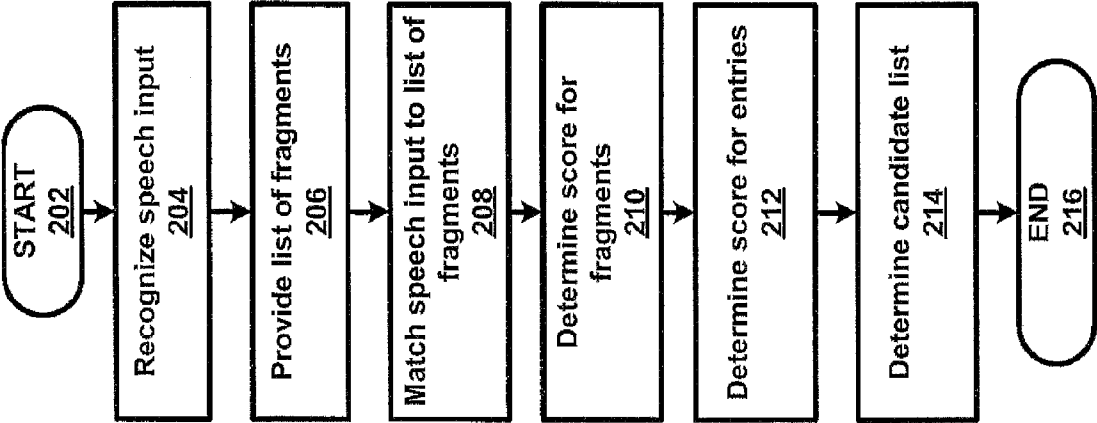 START
202
Recognize speech input
204
Provide list of fragments
206
Match speech input to list of
fragments
208
Determine score for
fragments
210
Determine score for entries
212
Determine candidate list
214
END
216